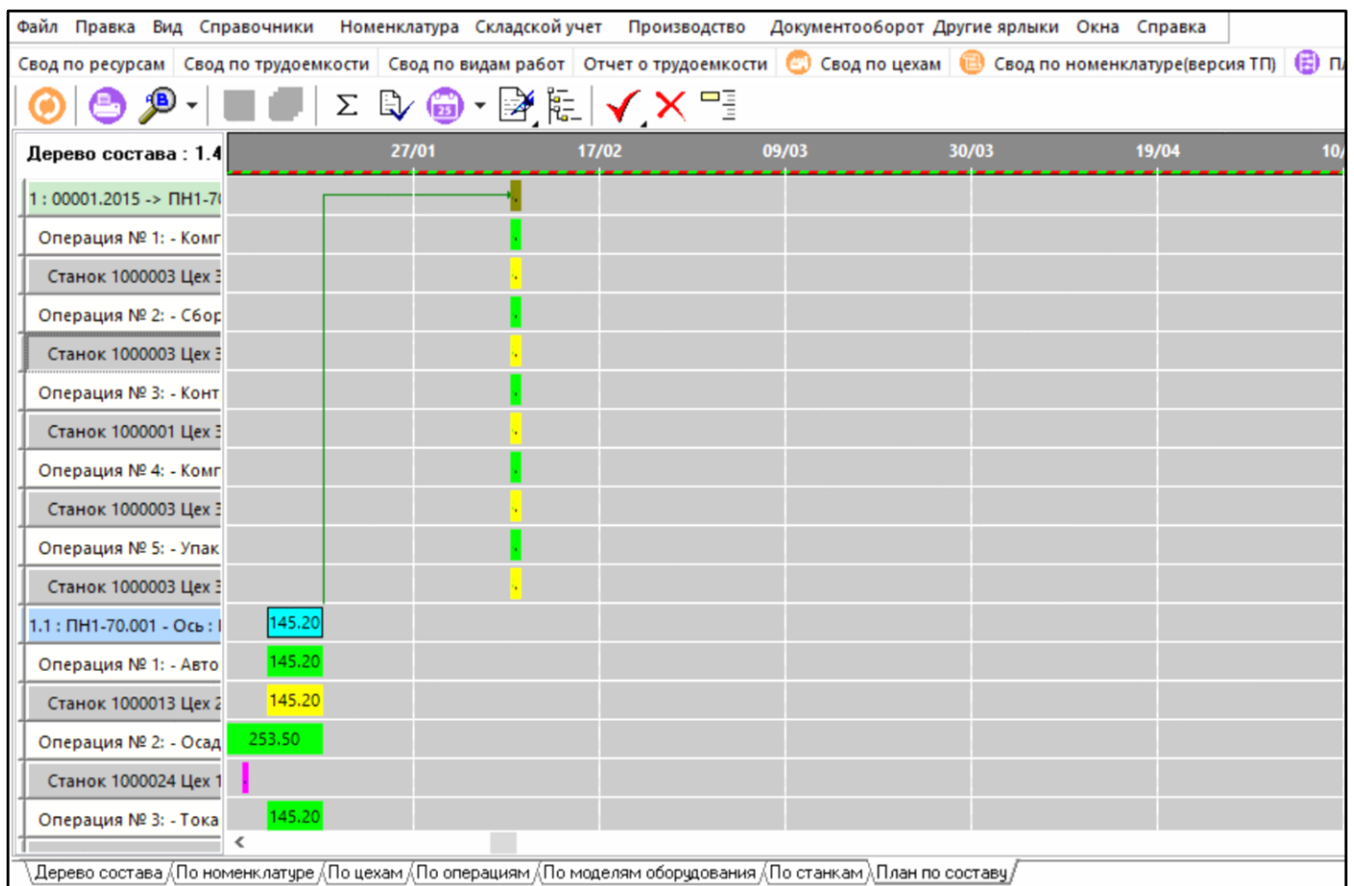 Файл Правка Вид Справочники Номенклатура Складской учет Производство Документооборот Другие ярлыки Окна Справка
Свод по ресурсам Свод по трудоемкости Свод по видам работ Отчет о трудоемкости Свод по цехам Свод по номенклатуре(версия ТП)
Σ 25
Дерево состава : 1.4 27/01 17/02 09/03 30/03 19/04 10/
1 : 00001.2015 -> ПН1-70
Операция № 1: - Комп
Станок 1000003 Цех 3
Операция № 2: - Сбор
Станок 1000003 Цех 3
Операция № 3: - Конт
Станок 1000001 Цех 3
Операция № 4: - Комп
Станок 1000003 Цех 3
Операция № 5: - Упак
Станок 1000003 Цех 3
1.1 : ПН1-70.001 - Ось : 145.20
Операция № 1: - Авто 145.20
Станок 1000013 Цех 2 145.20
Операция № 2: - Осад 253.50
Станок 1000024 Цех 1
Операция № 3: - Тока 145.20
Дерево состава По номенклатуре По цехам По операциям По моделям оборудования По станкам План по составу